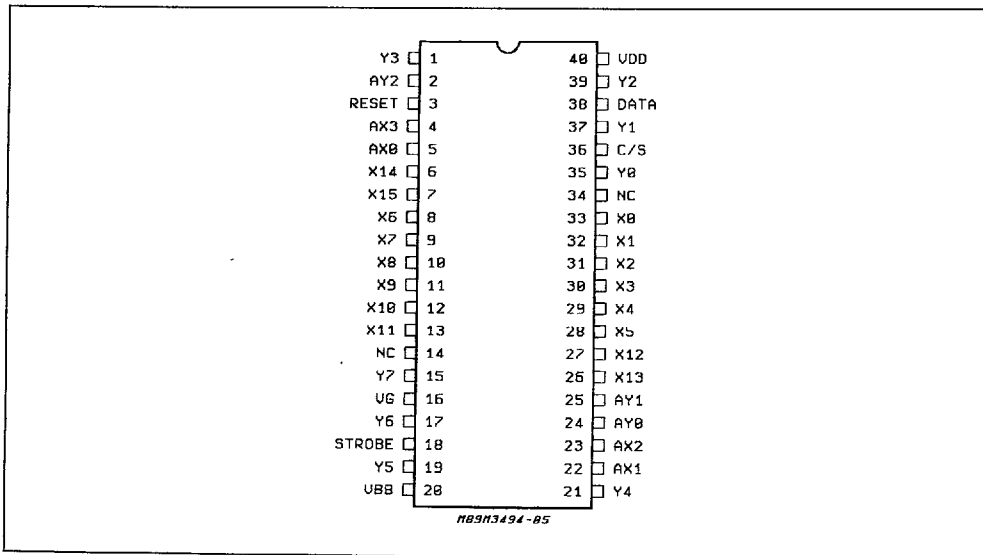 Y3 1 40 VDD
AY2 2 39 Y2
RESET 3 38 DATA
AX3 4 37 Y1
AX0 5 36 C/S
X14 6 35 Y0
X15 7 34 NC
X6 8 33 X0
X7 9 32 X1
X8 10 31 X2
X9 11 30 X3
X10 12 29 X4
X11 13 28 X5
NC 14 27 X12
Y7 15 26 X13
VG 16 25 AY1
Y6 17 24 AY0
STROBE 18 23 AX2
Y5 19 22 AX1
VBB 20 21 Y4
M89M3494-05